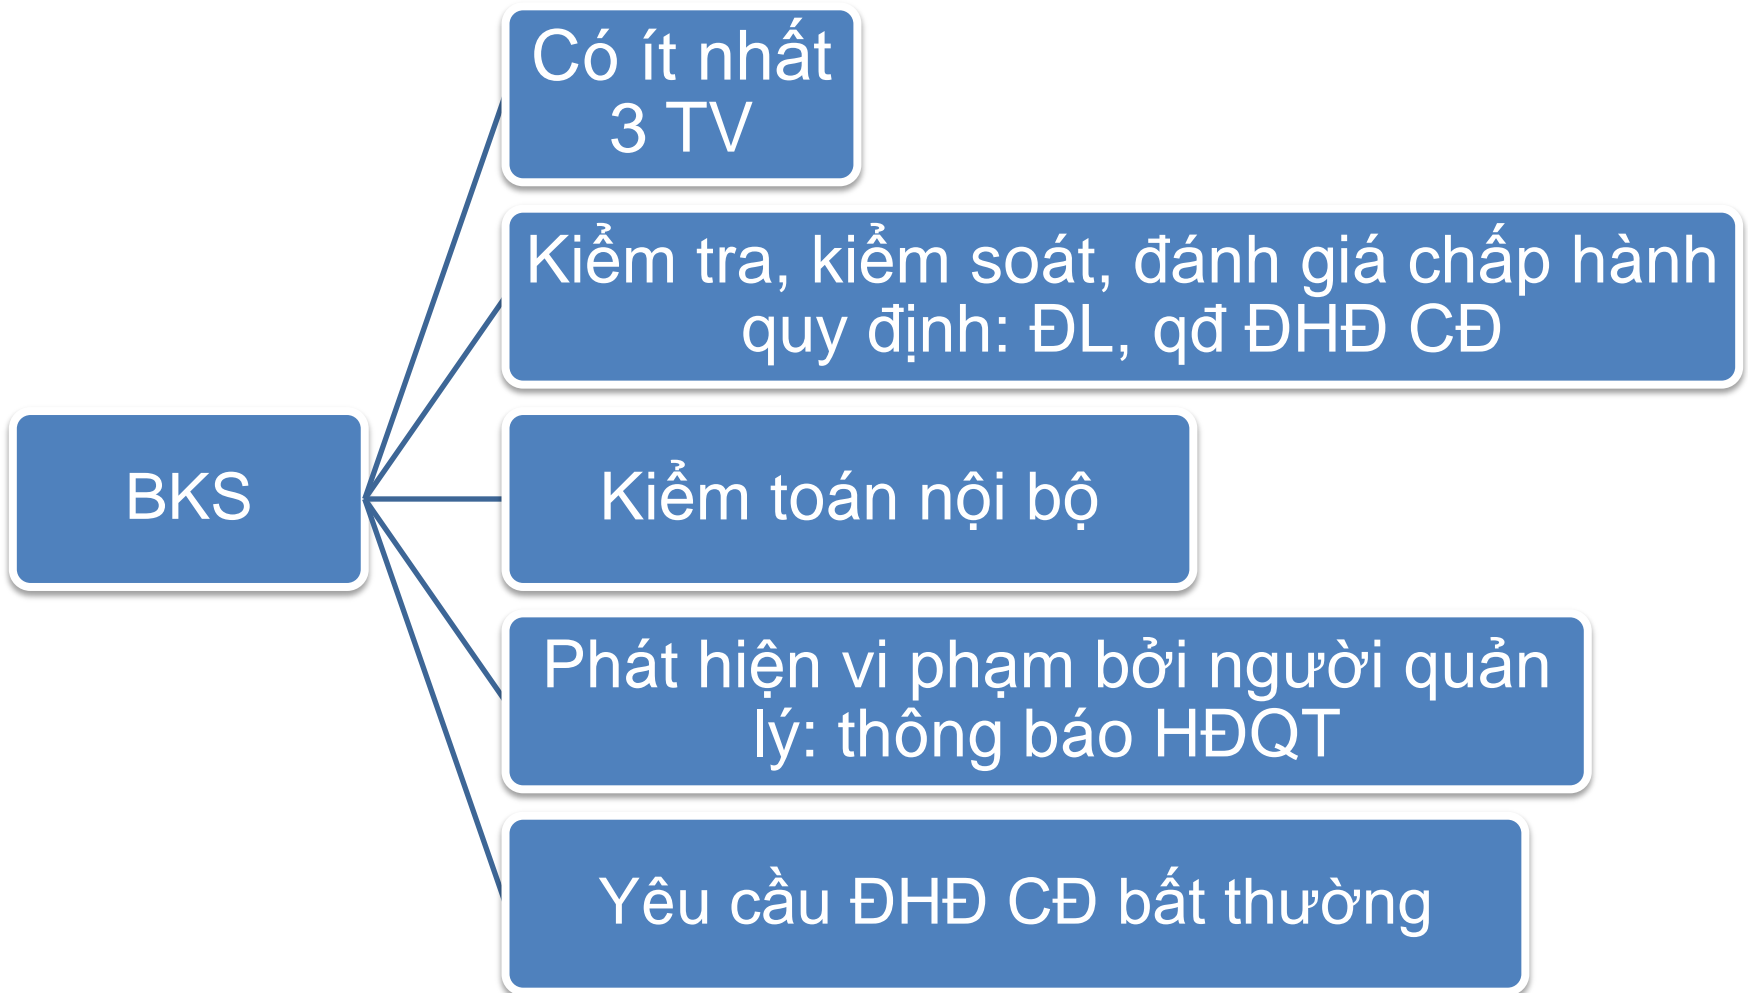 Có ít nhất
3 TV
Kiểm tra, kiểm soát, đánh giá chấp hành
quy định: ĐL, qđ ĐHĐ CĐ
BKS
Kiểm toán nội bộ
Phát hiện vi phạm bởi người quản
lý: thông báo HĐQT
Yêu cầu ĐHĐ CĐ bất thường